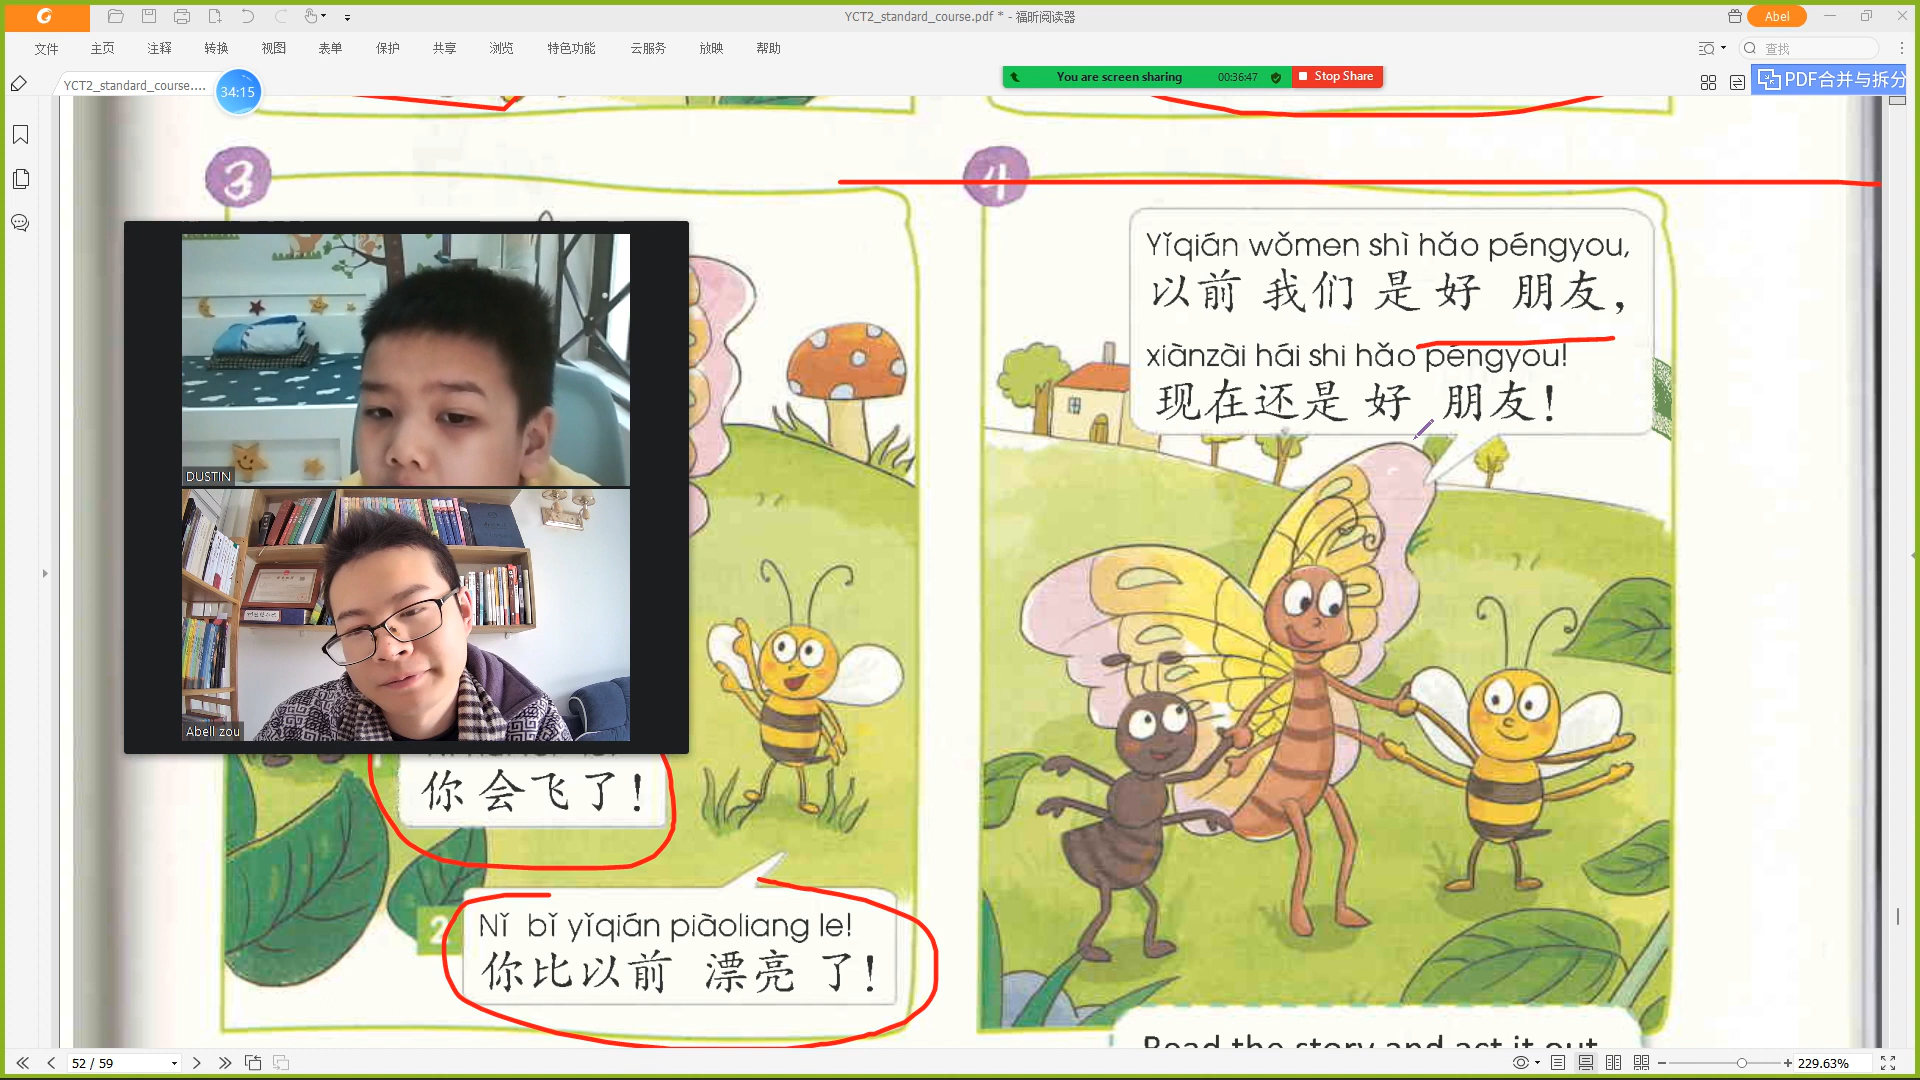 YCT2_standard_course.pdf * - 福昕阅读器
Abel
文件 主页 注释 转换 视图 表单 保护 共享 浏览 特色功能 云服务 放映 帮助
查找
YCT2_standard_course....
34:15
You are screen sharing 00:36:47 Stop Share
PDF合并与拆分
3
4
Yǐqián wǒmen shì hǎo péngyou,
以前 我们 是 好 朋友，
xiànzài hái shi hǎo péngyou!
现在还是 好 朋友！
DUSTIN
Abell zou
你 会 飞 了！
2
Nǐ bǐ yǐqián piàoliang le!
你比以前 漂亮 了！
Read the story and act it out
52 / 59
229.63%